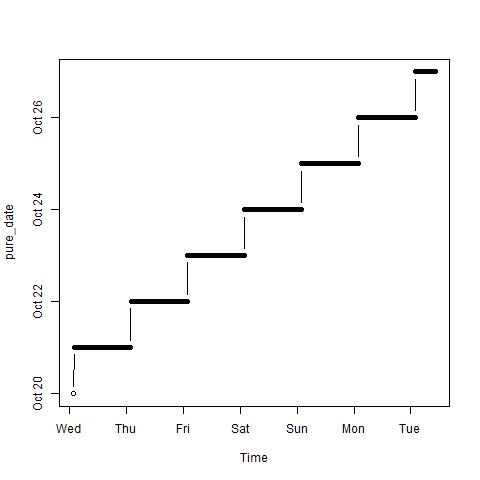 Oct 26
Oct 24
Oct 22
Oct 20
pure_date
Wed Thu Fri Sat Sun Mon Tue
Time